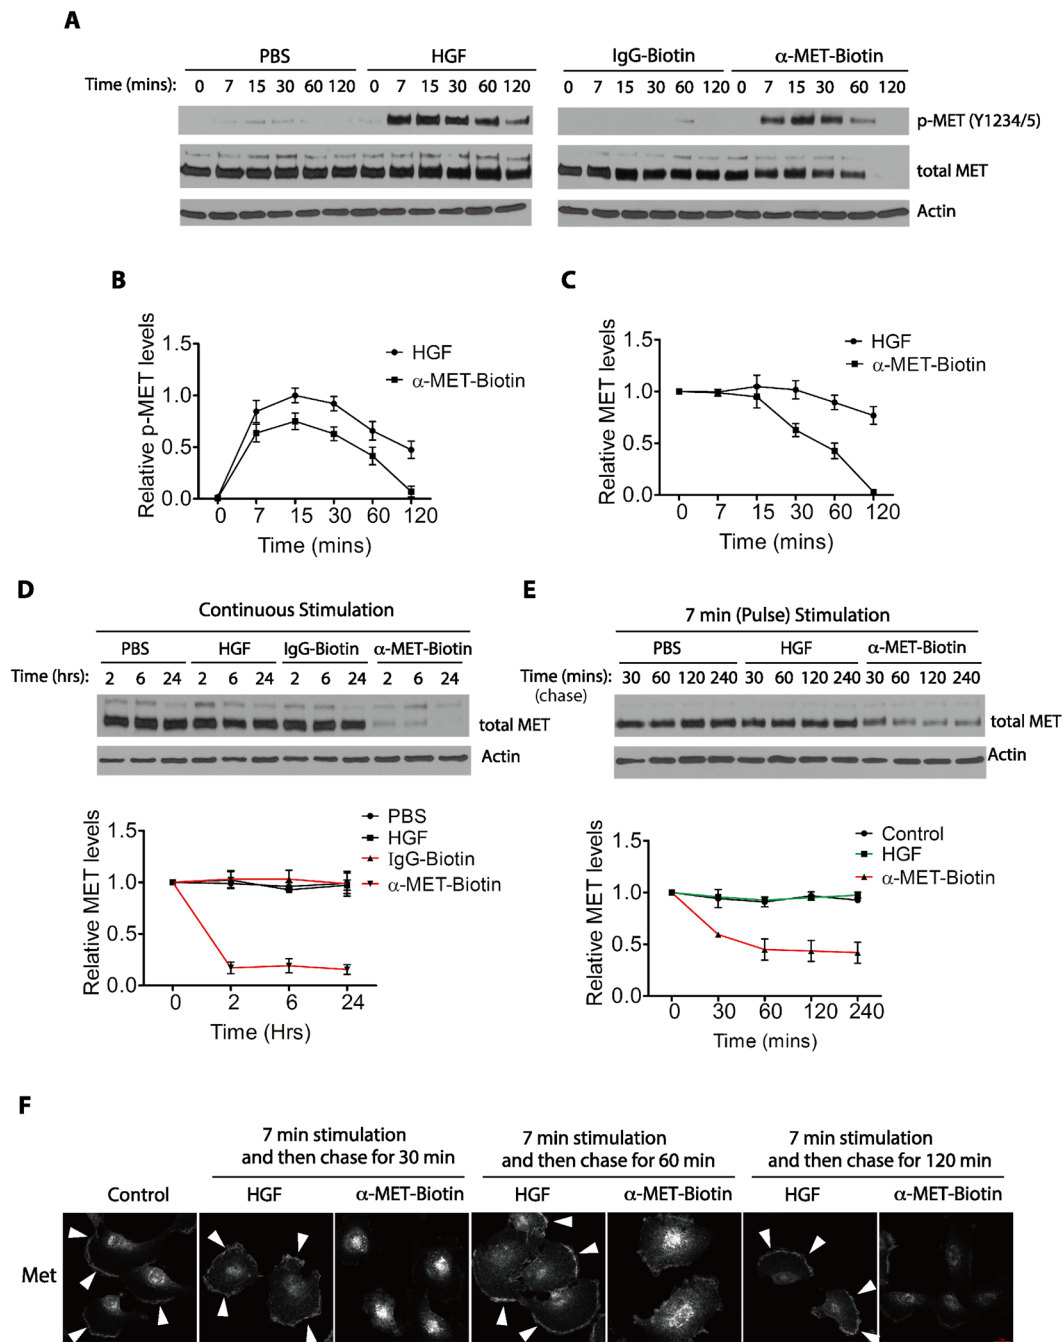 A
PBS HGF IgG-Biotin α-MET-Biotin
Time (mins): 0 7 15 30 60 120 0 7 15 30 60 120 0 7 15 30 60 120 0 7 15 30 60 120
p-MET (Y1234/5)
total MET
Actin
B
Relative p-MET levels
1.5
1.0
0.5
0.0
HGF
α-MET-Biotin
0 7 15 30 60 120
Time (mins)
C
Relative MET levels
1.5
1.0
0.5
0.0
HGF
α-MET-Biotin
0 7 15 30 60 120
Time (mins)
D
Continuous Stimulation
PBS HGF IgG-Biotin α-MET-Biotin
Time (hrs): 2 6 24 2 6 24 2 6 24 2 6 24
total MET
Actin
Relative MET levels
1.5
1.0
0.5
0.0
PBS
HGF
IgG-Biotin
α-MET-Biotin
0 2 6 24
Time (Hrs)
E
7 min (Pulse) Stimulation
PBS HGF α-MET-Biotin
Time (mins): 30 60 120 240 30 60 120 240 30 60 120 240
(chase)
total MET
Actin
Relative MET levels
1.5
1.0
0.5
0.0
Control
HGF
α-MET-Biotin
0 30 60 120 240
Time (mins)
F
7 min stimulation
and then chase for 30 min
7 min stimulation
and then chase for 60 min
7 min stimulation
and then chase for 120 min
Control HGF α-MET-Biotin HGF α-MET-Biotin HGF α-MET-Biotin
Met